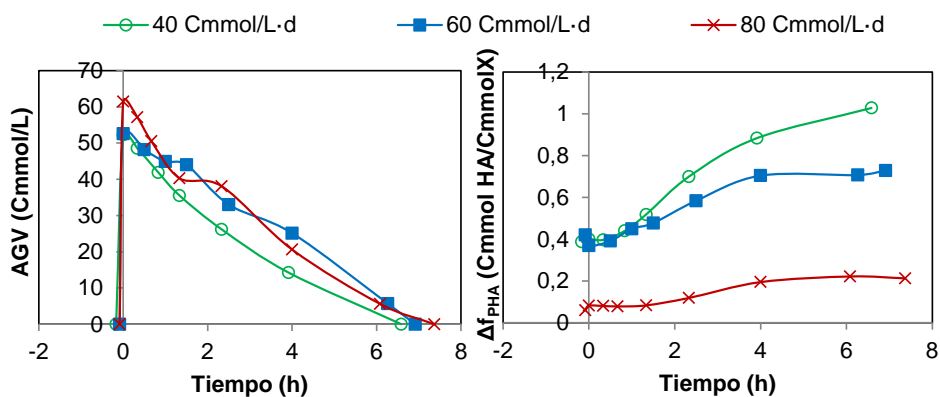 40 Cmmol/L·d 60 Cmmol/L·d 80 Cmmol/L·d
AGV (Cmmol/L)
70
60
50
40
30
20
10
0
-2 0 2 4 6 8
Tiempo (h)
Δf_PHA (Cmmol HA/CmmolX)
1,2
1
0,8
0,6
0,4
0,2
0
-2 0 2 4 6 8
Tiempo (h)